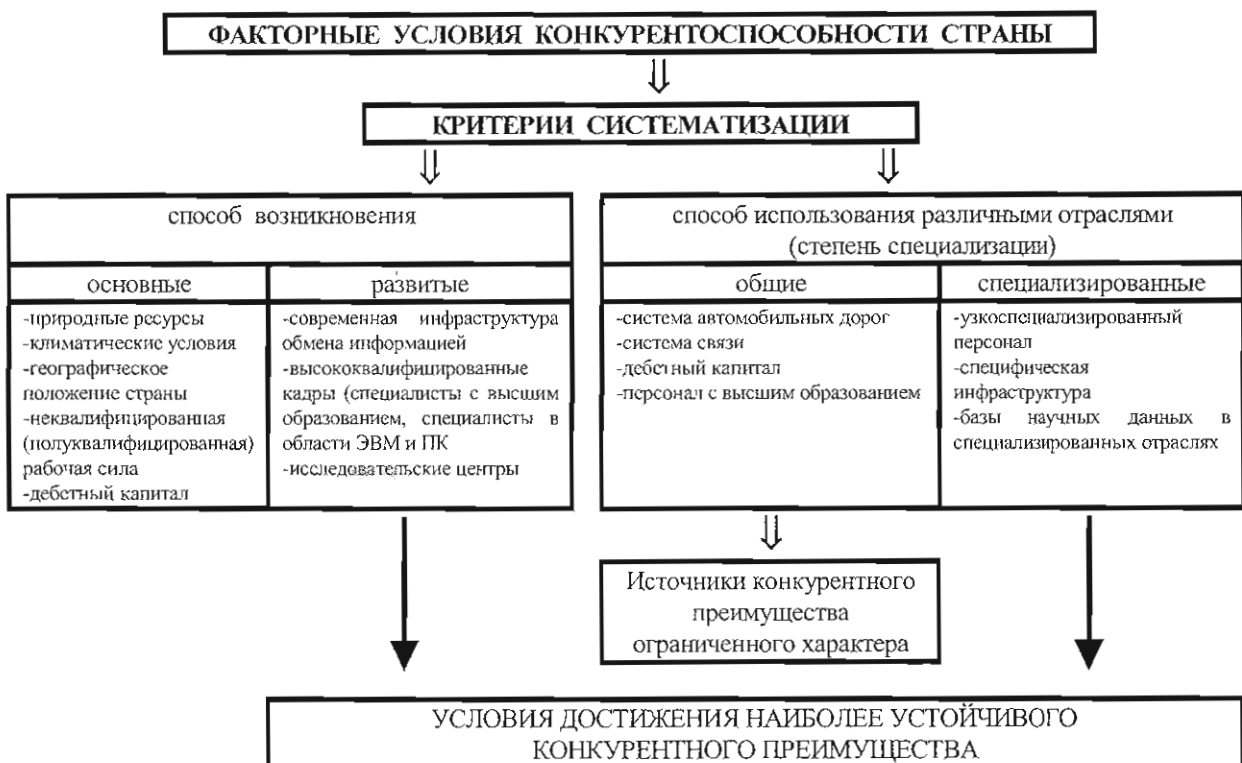 ФАКТОРНЫЕ УСЛОВИЯ КОНКУРЕНТОСПОСОБНОСТИ СТРАНЫ
КРИТЕРИИ СИСТЕМАТИЗАЦИИ
способ возникновения
основные
-природные ресурсы
-климатические условия
-географическое
положение страны
-неквалифицированная
(полуквалифицированная)
рабочая сила
-дебетный капитал
развитые
-современная инфраструктура
обмена информацией
-высококвалифицированные
кадры (специалисты с высшим
образованием, специалисты в
области ЭВМ и ПК
-исследовательские центры
способ использования различными отраслями
(степень специализации)
общие
-система автомобильных дорог
-система связи
-дебетный капитал
-персонал с высшим образованием
специализированные
-узкоспециализированный
персонал
-специфическая
инфраструктура
-базы научных данных в
специализированных отраслях
Источники конкурентного
преимущества
ограниченного характера
УСЛОВИЯ ДОСТИЖЕНИЯ НАИБОЛЕЕ УСТОЙЧИВОГО
КОНКУРЕНТНОГО ПРЕИМУЩЕСТВА